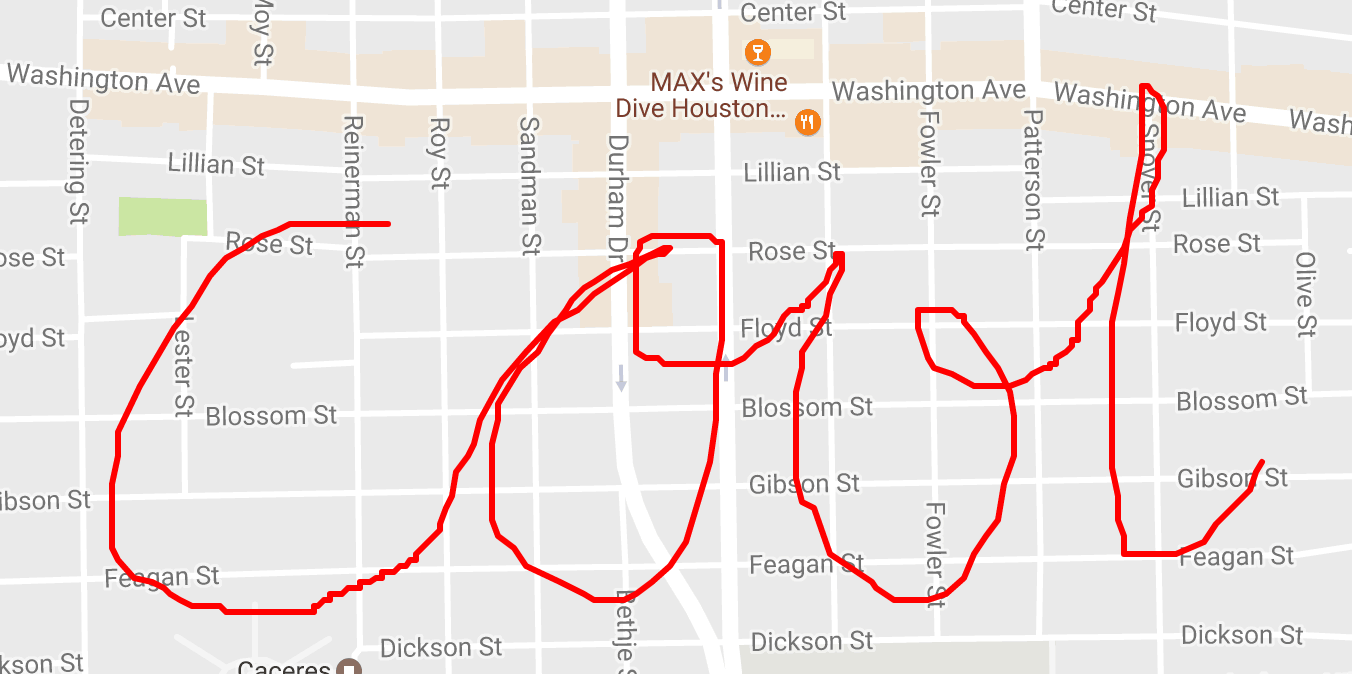 Center St
Moy St
Center St
Center St
Washington Ave
MAX's Wine
Dive Houston...
Washington Ave
Washington Ave
Wash
Detering St
Reinerman St
Roy St
Sandman St
Durham Dr
Fowler St
Patterson St
Snover St
Lillian St
Lillian St
Lillian St
ose St
Rose St
Rose St
Rose St
Olive St
oyd St
Lester St
Floyd St
Floyd St
Blossom St
Blossom St
Blossom St
ibson St
Gibson St
Gibson St
Cool
Feagan St
Feagan St
Fowler St
Feagan St
Bethje S
kson St
Dickson St
Dickson St
Dickson St
Caceres